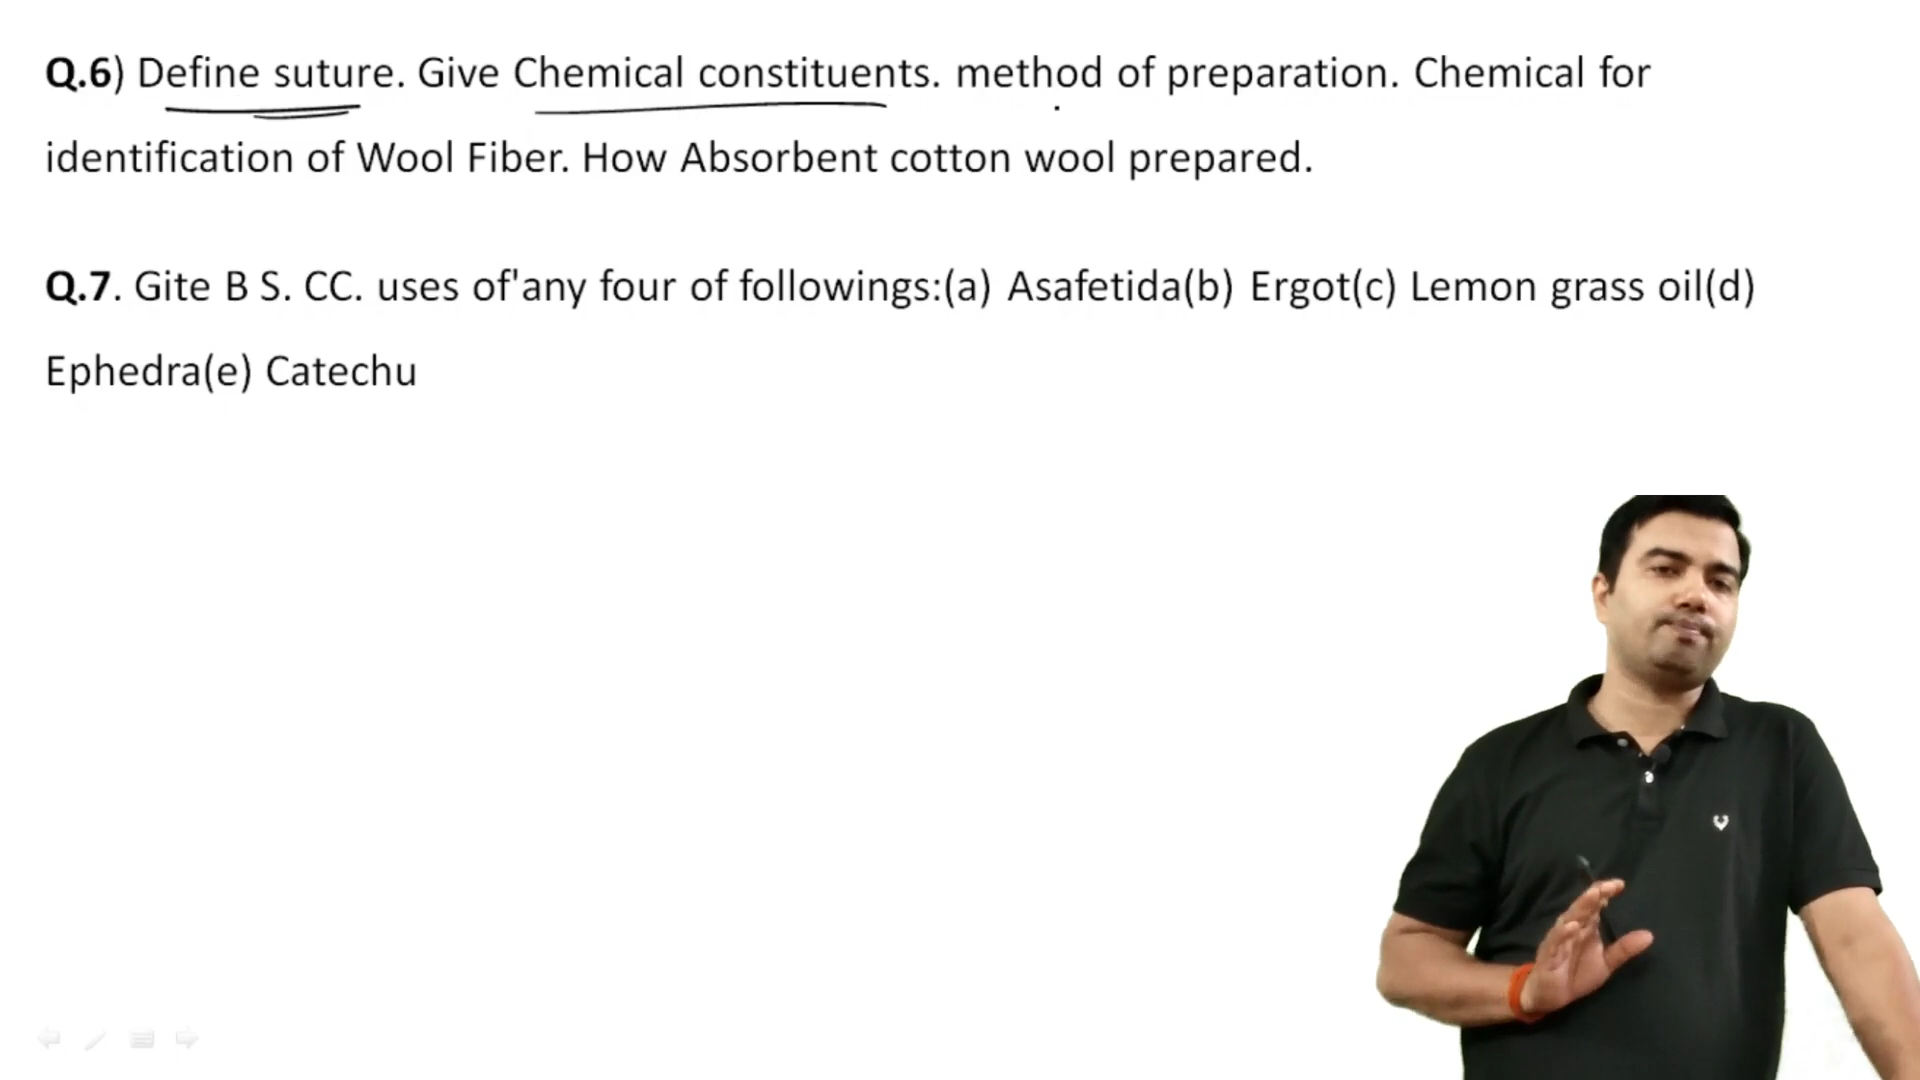 Q.6) Define suture. Give Chemical constituents. method of preparation. Chemical for
identification of Wool Fiber. How Absorbent cotton wool prepared.
Q.7. Gite B S. CC. uses of'any four of followings:(a) Asafetida(b) Ergot(c) Lemon grass oil(d)
Ephedra(e) Catechu